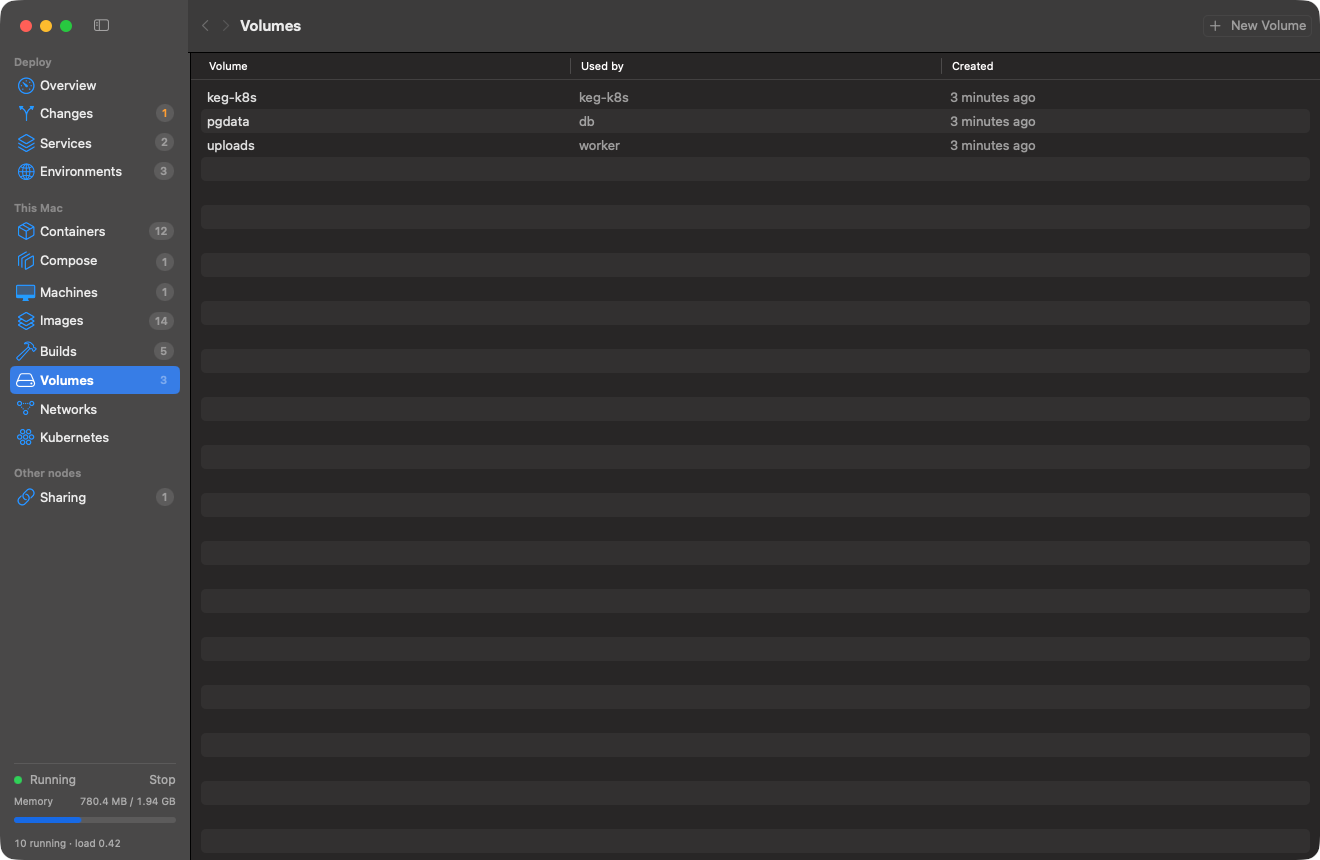 Volumes
+ New Volume
Deploy
Overview
Changes 1
Services 2
Environments 3
This Mac
Containers 12
Compose 1
Machines 1
Images 14
Builds 5
Volumes 3
Networks
Kubernetes
Other nodes
Sharing 1
Running Stop
Memory 780.4 MB / 1.94 GB
10 running · load 0.42
Volume Used by Created
keg-k8s keg-k8s 3 minutes ago
pgdata db 3 minutes ago
uploads worker 3 minutes ago